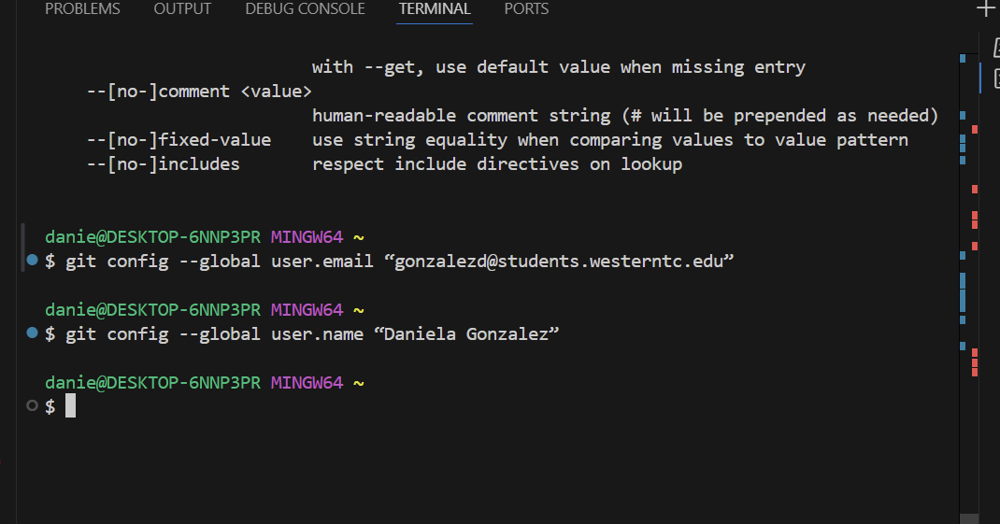 PROBLEMS OUTPUT DEBUG CONSOLE TERMINAL PORTS
with --get, use default value when missing entry
--[no-]comment <value>
human-readable comment string (# will be prepended as needed)
--[no-]fixed-value use string equality when comparing values to value pattern
--[no-]includes respect include directives on lookup
danie@DESKTOP-6NNP3PR MINGW64 ~
$ git config --global user.email “gonzalezd@students.westerntc.edu”
danie@DESKTOP-6NNP3PR MINGW64 ~
$ git config --global user.name “Daniela Gonzalez”
danie@DESKTOP-6NNP3PR MINGW64 ~
$